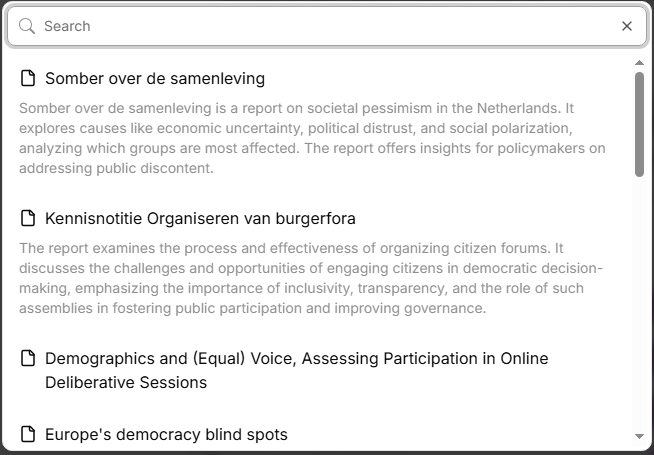 Search
Somber over de samenleving
Somber over de samenleving is a report on societal pessimism in the Netherlands. It
explores causes like economic uncertainty, political distrust, and social polarization,
analyzing which groups are most affected. The report offers insights for policymakers on
addressing public discontent.
Kennisnotitie Organiseren van burgerfora
The report examines the process and effectiveness of organizing citizen forums. It
discusses the challenges and opportunities of engaging citizens in democratic decision-
making, emphasizing the importance of inclusivity, transparency, and the role of such
assemblies in fostering public participation and improving governance.
Demographics and (Equal) Voice, Assessing Participation in Online
Deliberative Sessions
Europe's democracy blind spots